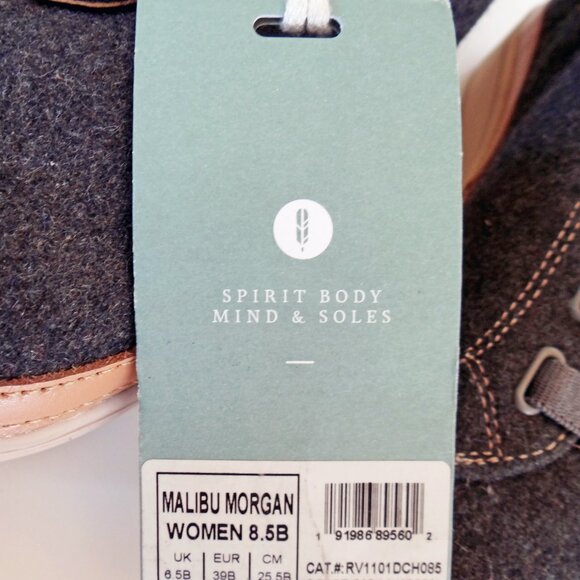 SPIRIT BODY
MIND & SOLES
MALIBU MORGAN
WOMEN 8.5B
UK EUR CM
6.5B 39B 25.5B
1 91986 89560 2
CAT.#:RV1101DCH085